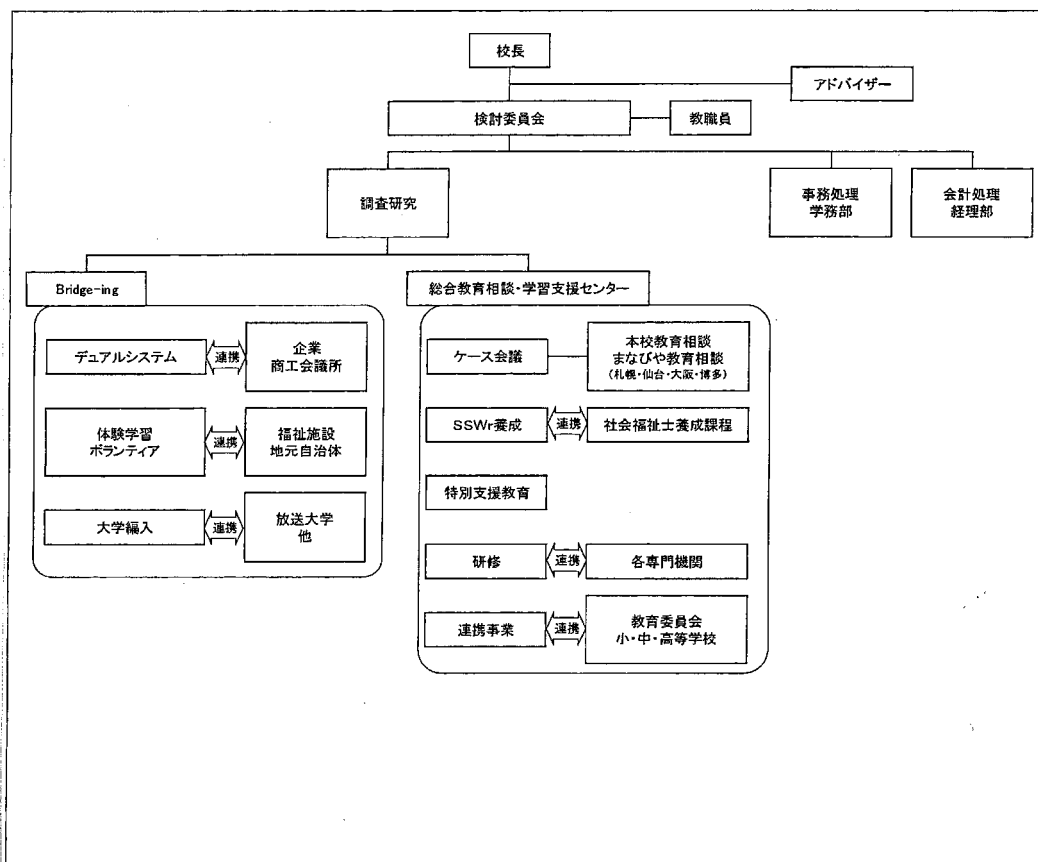 校長
アドバイザー
検討委員会
教職員
調査研究
事務処理
学務部
会計処理
経理部
Bridge-ing
デュアルシステム
連携
企業
商工会議所
体験学習
ボランティア
連携
福祉施設
地元自治体
大学編入
連携
放送大学
他
総合教育相談・学習支援センター
ケース会議
本校教育相談
まなびや教育相談
(札幌・仙台・大阪・博多)
SSWr養成
連携
社会福祉士養成課程
特別支援教育
研修
連携
各専門機関
連携事業
連携
教育委員会
小・中・高等学校